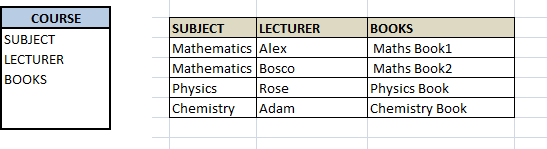 COURSE
SUBJECT
LECTURER
BOOKS
SUBJECT LECTURER BOOKS
Mathematics Alex Maths Book1
Mathematics Bosco Maths Book2
Physics Rose Physics Book
Chemistry Adam Chemistry Book